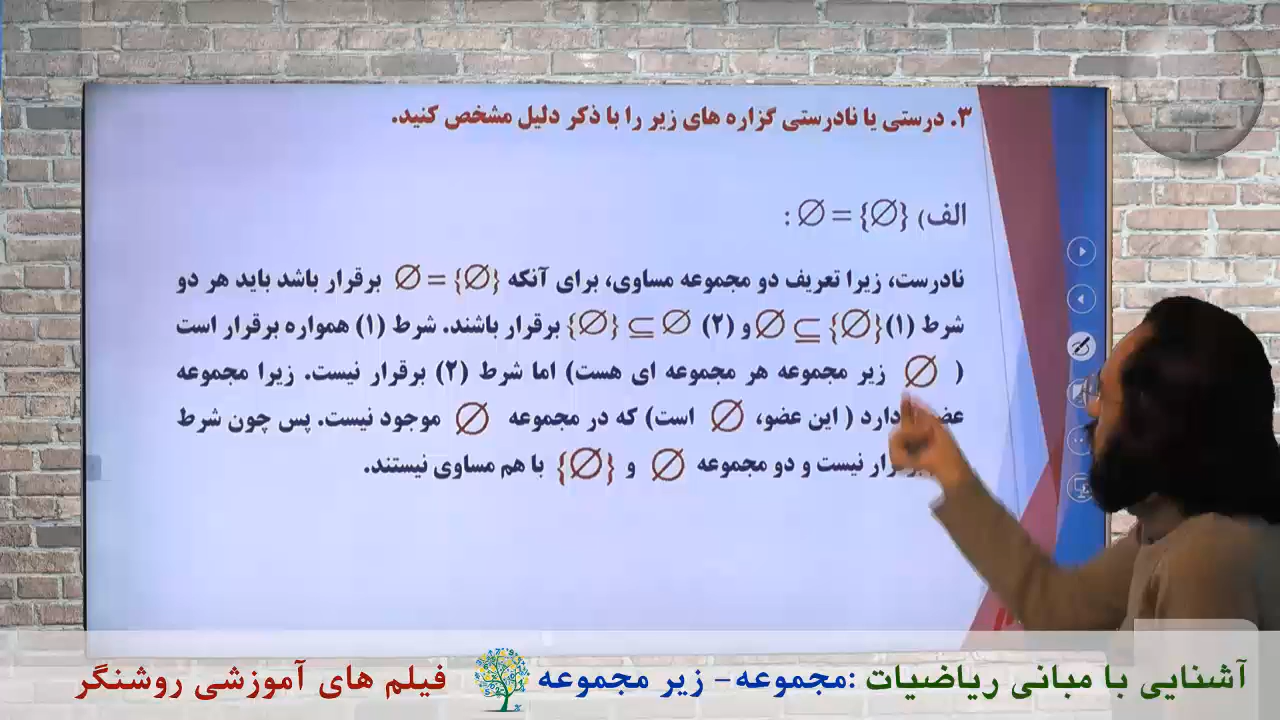 ۳. درستی یا نادرستی گزاره های زیر را با ذکر دلیل مشخص کنید.
الف) ∅ = {∅} :
نادرست، زیرا تعریف دو مجموعه مساوی، برای آنکه ∅ = {∅} برقرار باشد باید هر دو
شرط (۱) ∅ ⊆ {∅} و (۲) {∅} ⊆ ∅ برقرار باشند. شرط (۱) همواره برقرار است
( ∅ زیر مجموعه هر مجموعه ای هست) اما شرط (۲) برقرار نیست. زیرا مجموعه
دارد ( این عضو، ∅ است) که در مجموعه ∅ موجود نیست. پس چون شرط
نیست و دو مجموعه ∅ و {∅} با هم مساوی نیستند.
آشنایی با مبانی ریاضیات :مجموعه- زیر مجموعه فیلم های آموزشی روشنگر